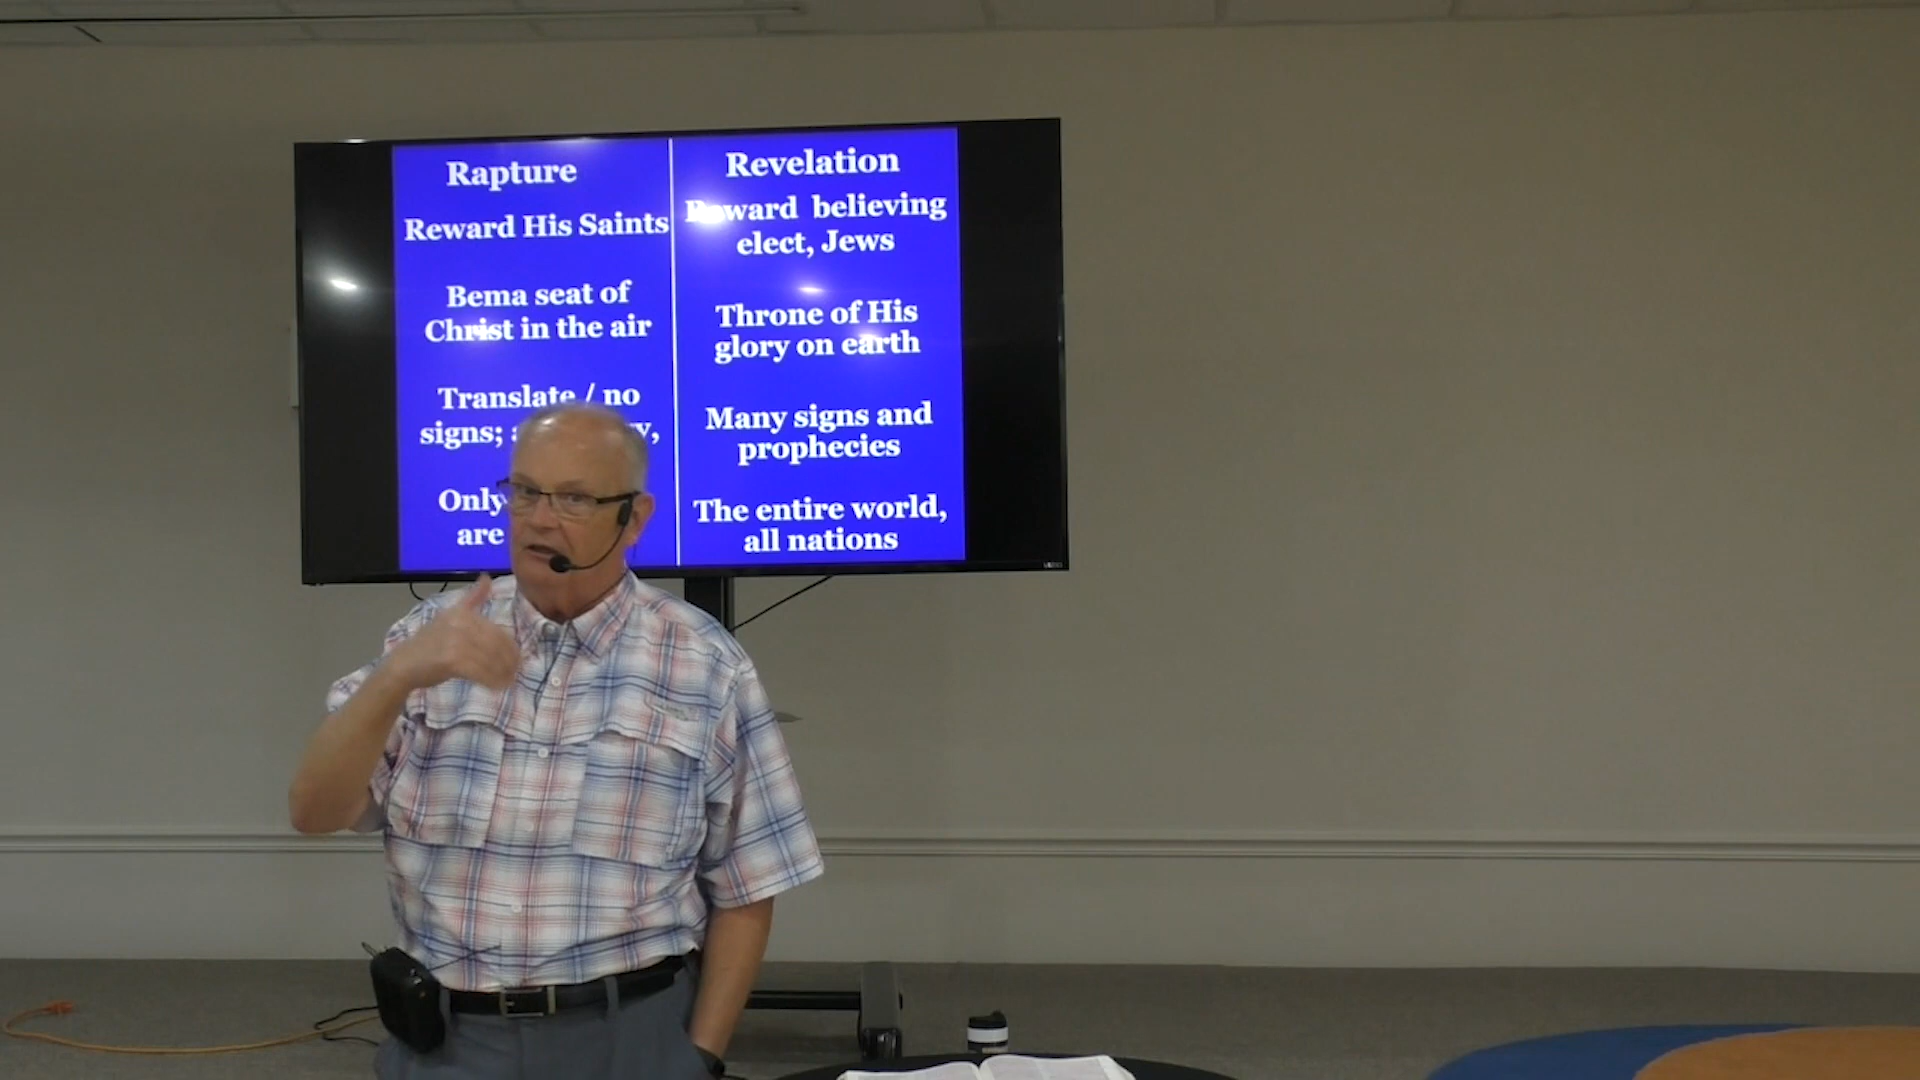 Rapture
Reward His Saints
Bema seat of
Christ in the air
Translate / no
signs;
Only
are
Revelation
Reward believing
elect, Jews
Throne of His
glory on earth
Many signs and
prophecies
The entire world,
all nations